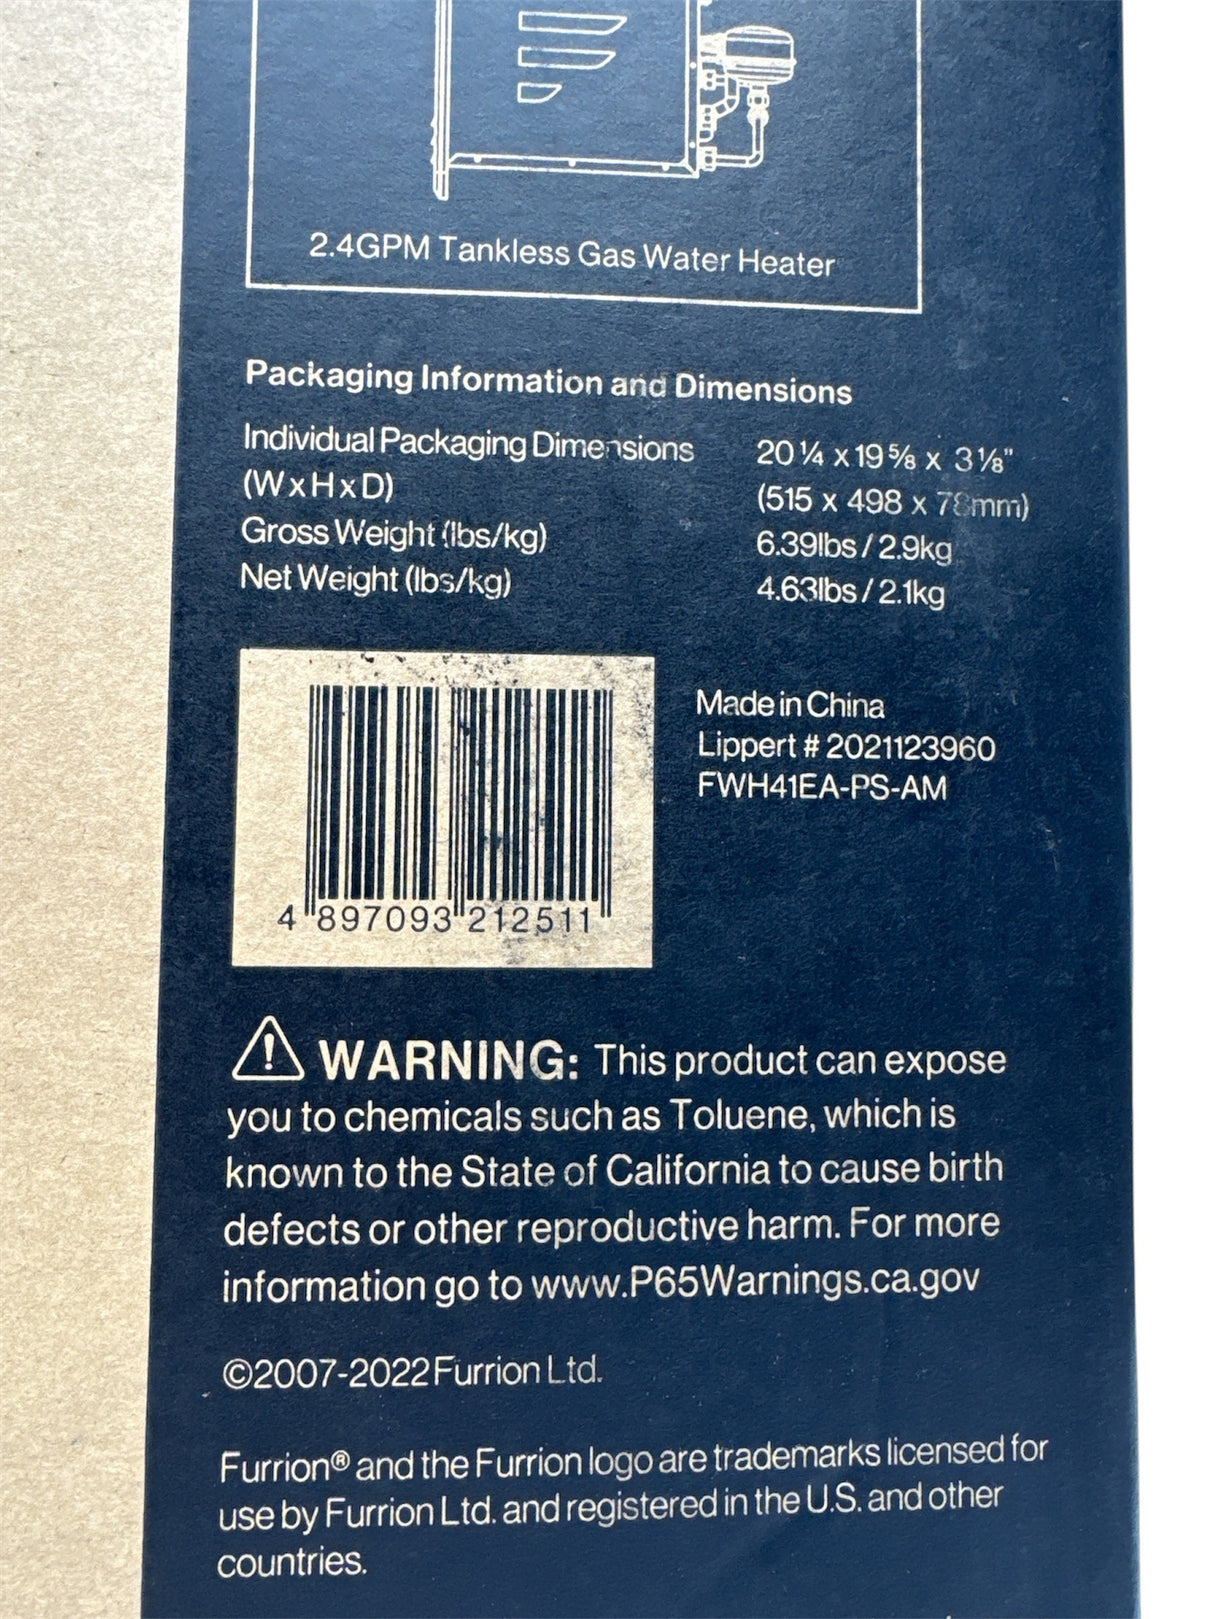 2.4GPM Tankless Gas Water Heater
Packaging Information and Dimensions
Individual Packaging Dimensions 20 ¼ x 19 ⅝ x 3 ⅛"
(W x H x D) (515 x 498 x 78mm)
Gross Weight (lbs/kg) 6.39lbs / 2.9kg
Net Weight (lbs/kg) 4.63lbs / 2.1kg
Made in China
Lippert # 2021123960
FWH41EA-PS-AM
4 897093 212511
WARNING: This product can expose
you to chemicals such as Toluene, which is
known to the State of California to cause birth
defects or other reproductive harm. For more
information go to www.P65Warnings.ca.gov
©2007-2022 Furrion Ltd.
Furrion® and the Furrion logo are trademarks licensed for
use by Furrion Ltd. and registered in the U.S. and other
countries.